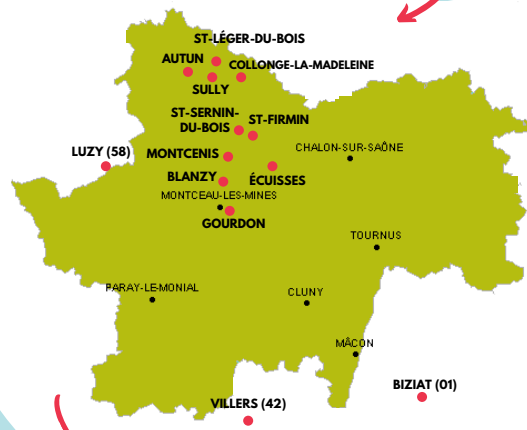 ST-LÉGER-DU-BOIS
AUTUN
COLLONGE-LA-MADELEINE
SULLY
ST-SERNIN-
DU-BOIS
ST-FIRMIN
CHALON-SUR-SAÔNE
LUZY (58)
MONTCENIS
BLANZY
ÉCUISSES
MONTCEAU-LES-MINES
GOURDON
TOURNUS
PARAY-LE-MONIAL
CLUNY
MÂCON
BIZIAT (01)
VILLERS (42)